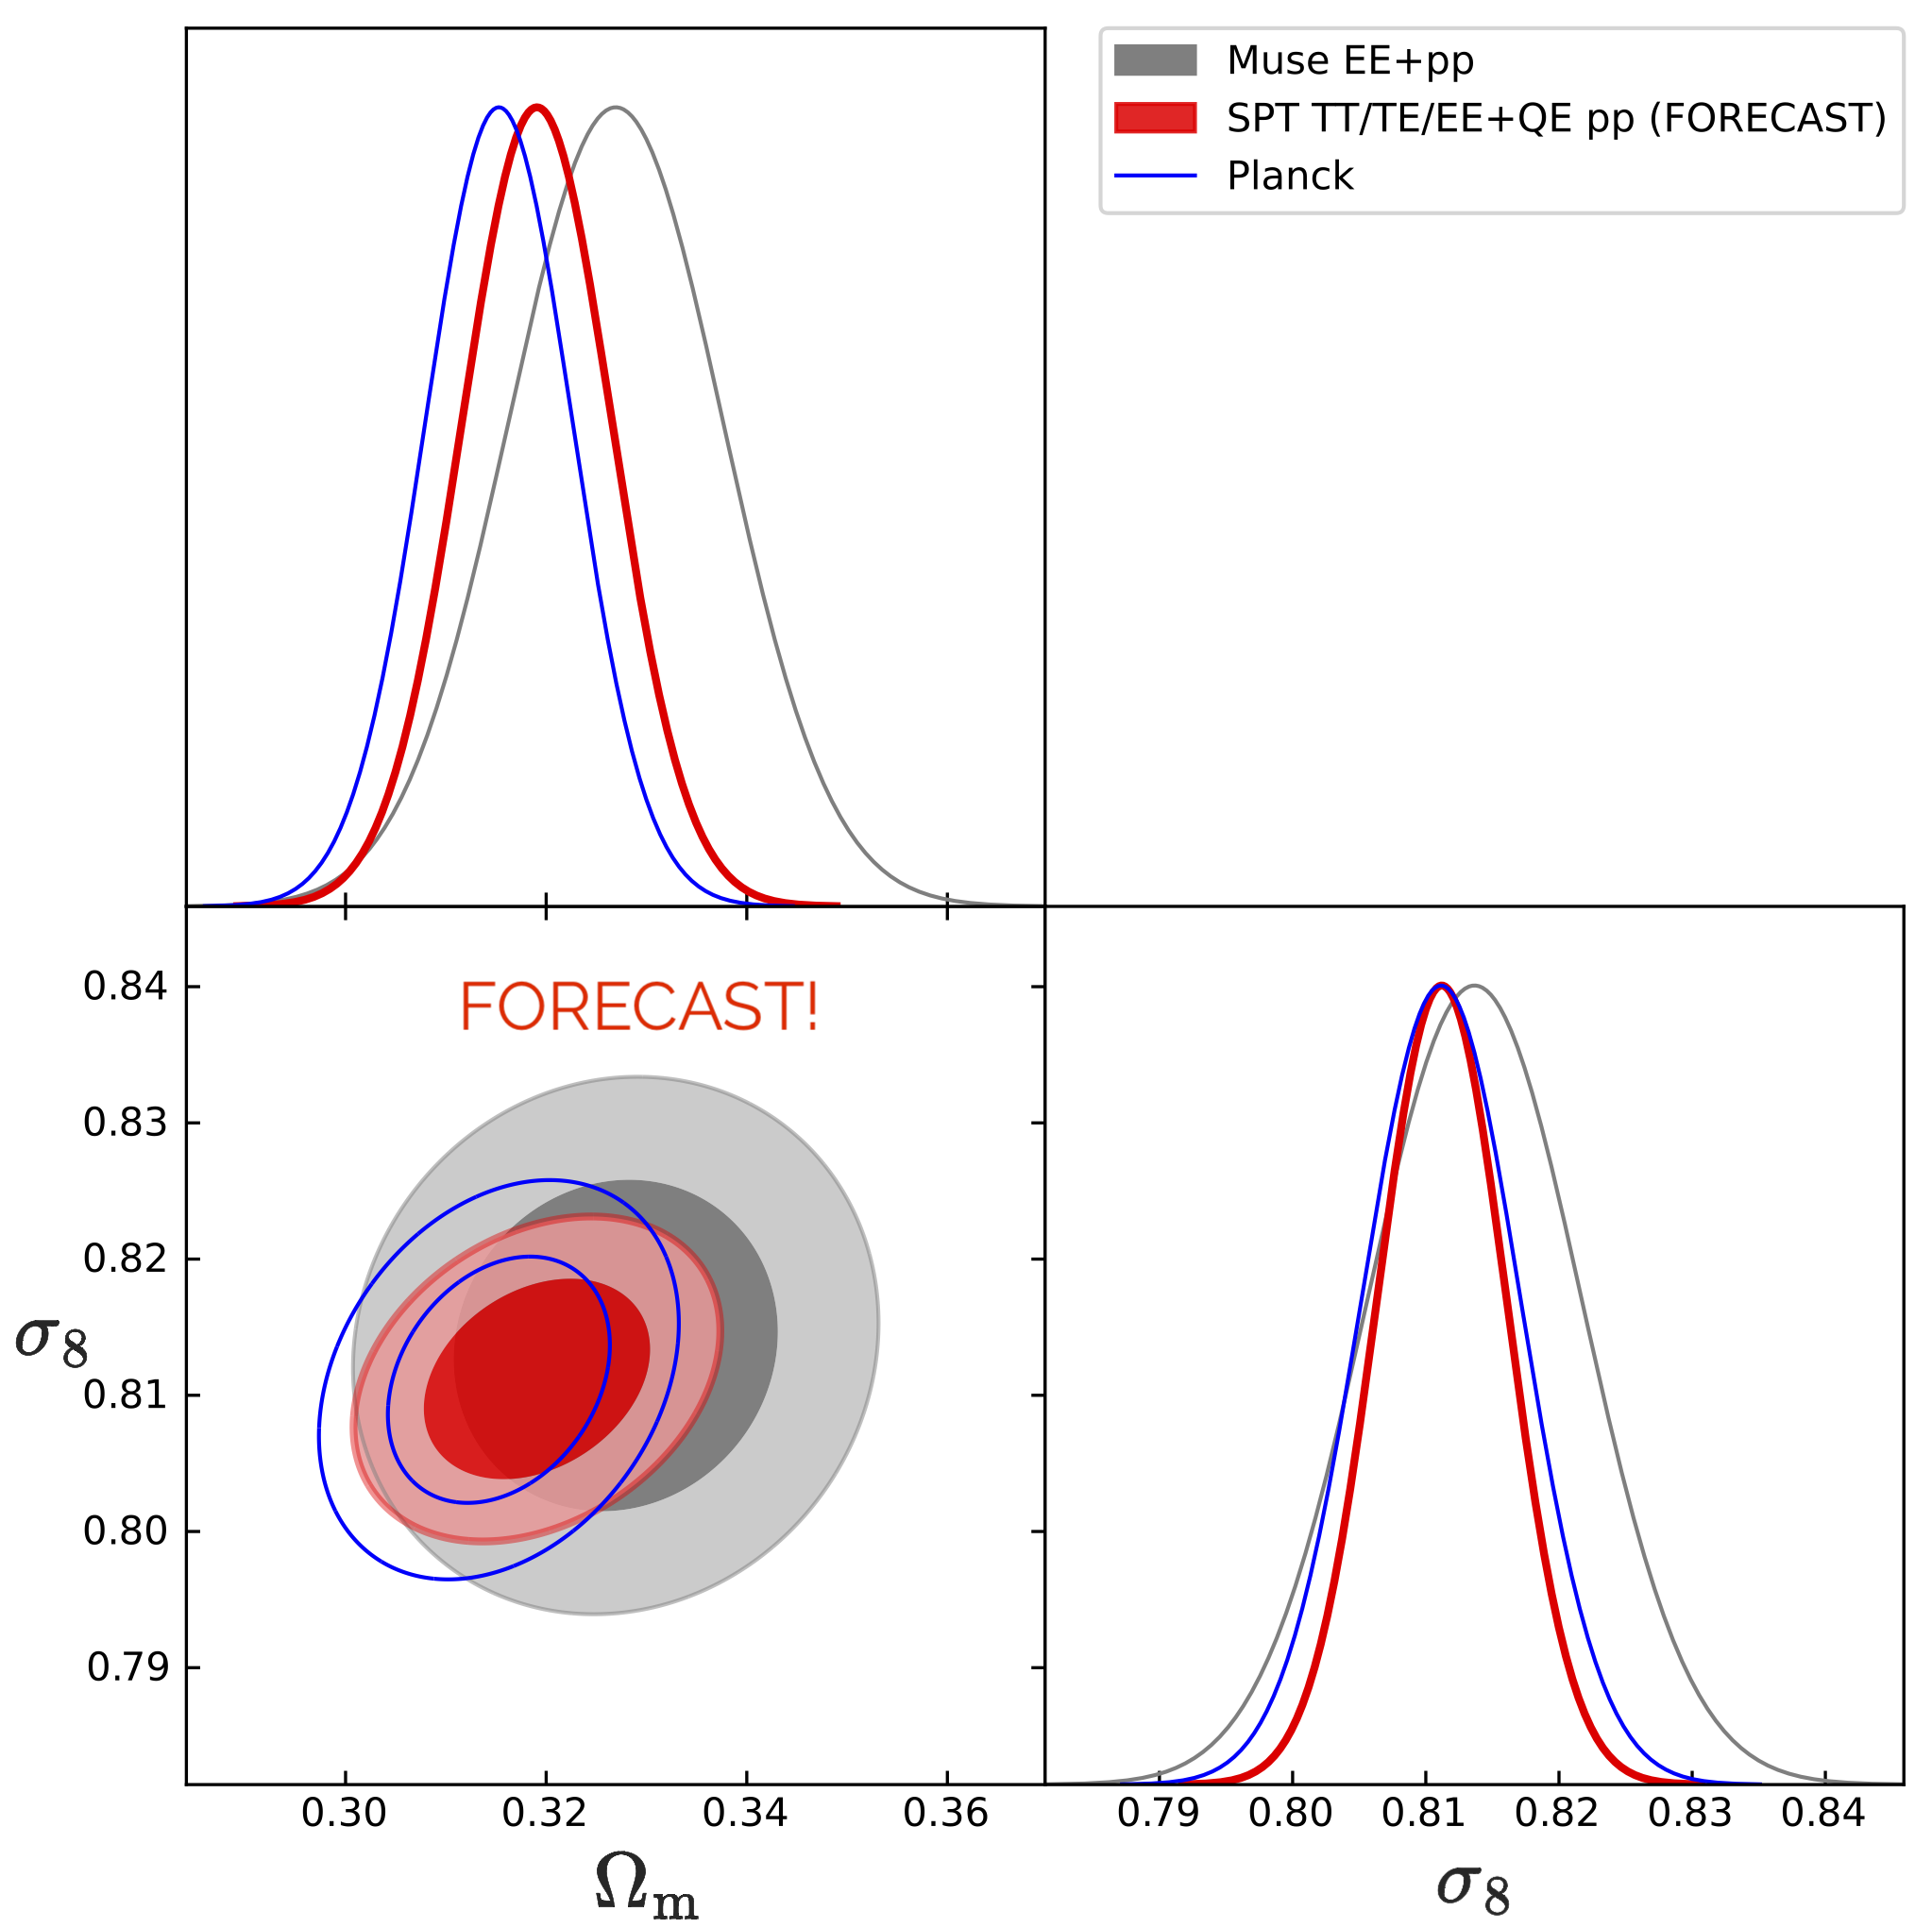 Muse EE+pp
SPT TT/TE/EE+QE pp (FORECAST)
Planck
FORECAST!
0.84
0.83
0.82
0.81
0.80
0.79
σ₈
0.30 0.32 0.34 0.36
0.79 0.80 0.81 0.82 0.83 0.84
Ωₘ
σ₈